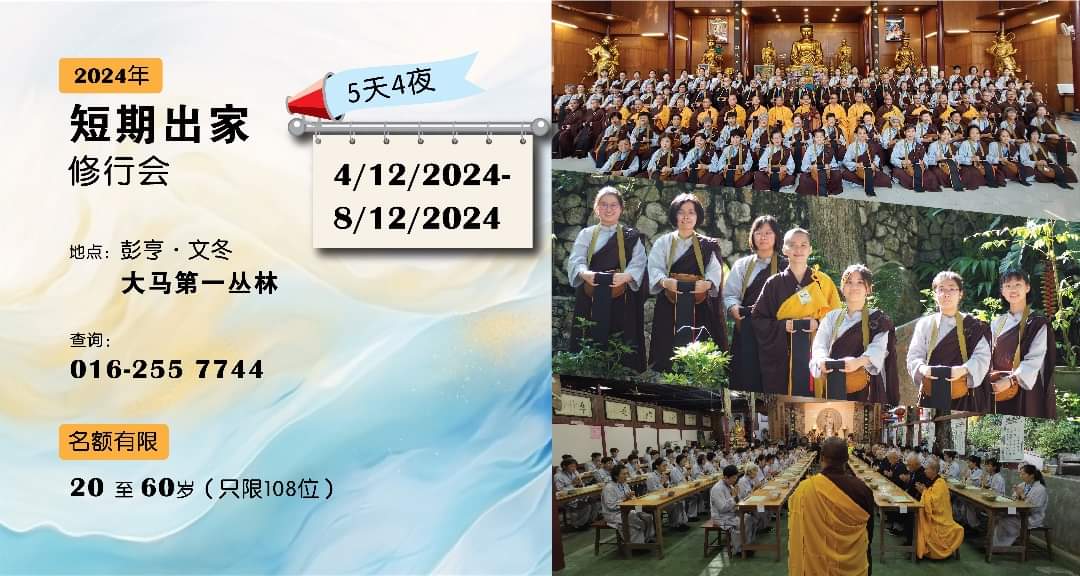 2024年
短期出家
修行会
5天4夜
4/12/2024-
8/12/2024
地点：彭亨·文冬
大马第一丛林
查询：
016-255 7744
名额有限
20 至 60岁（只限108位）